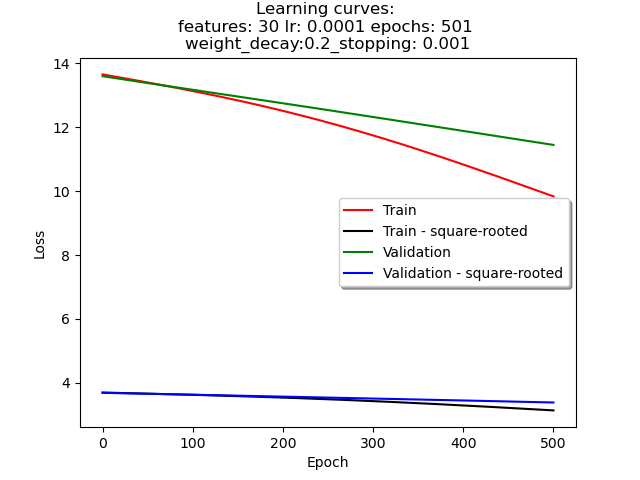 Learning curves:
features: 30 lr: 0.0001 epochs: 501
weight_decay:0.2_stopping: 0.001
14
12
10
8
6
4
Loss
Train
Train - square-rooted
Validation
Validation - square-rooted
0 100 200 300 400 500
Epoch